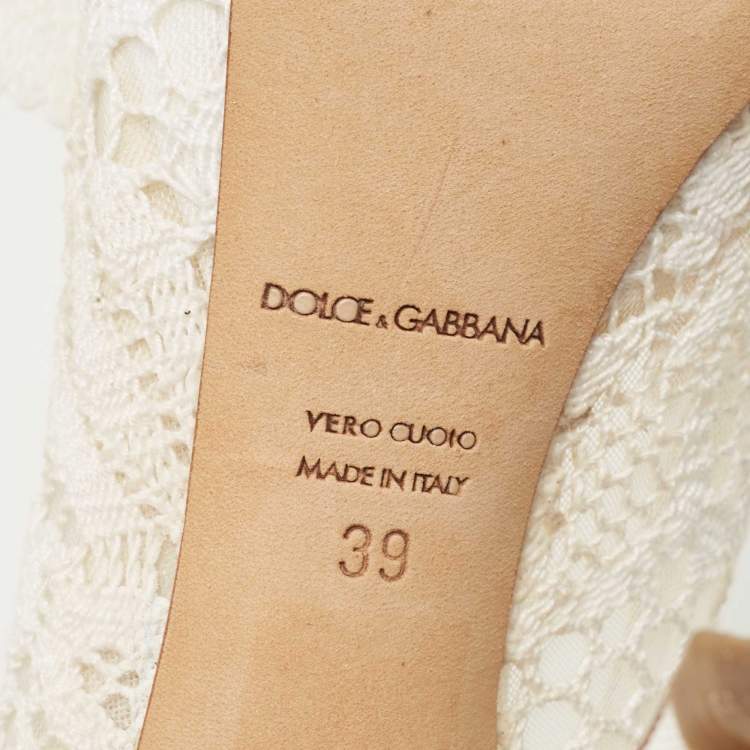 DOLCE & GABBANA
VERO CUOIO
MADE IN ITALY
39